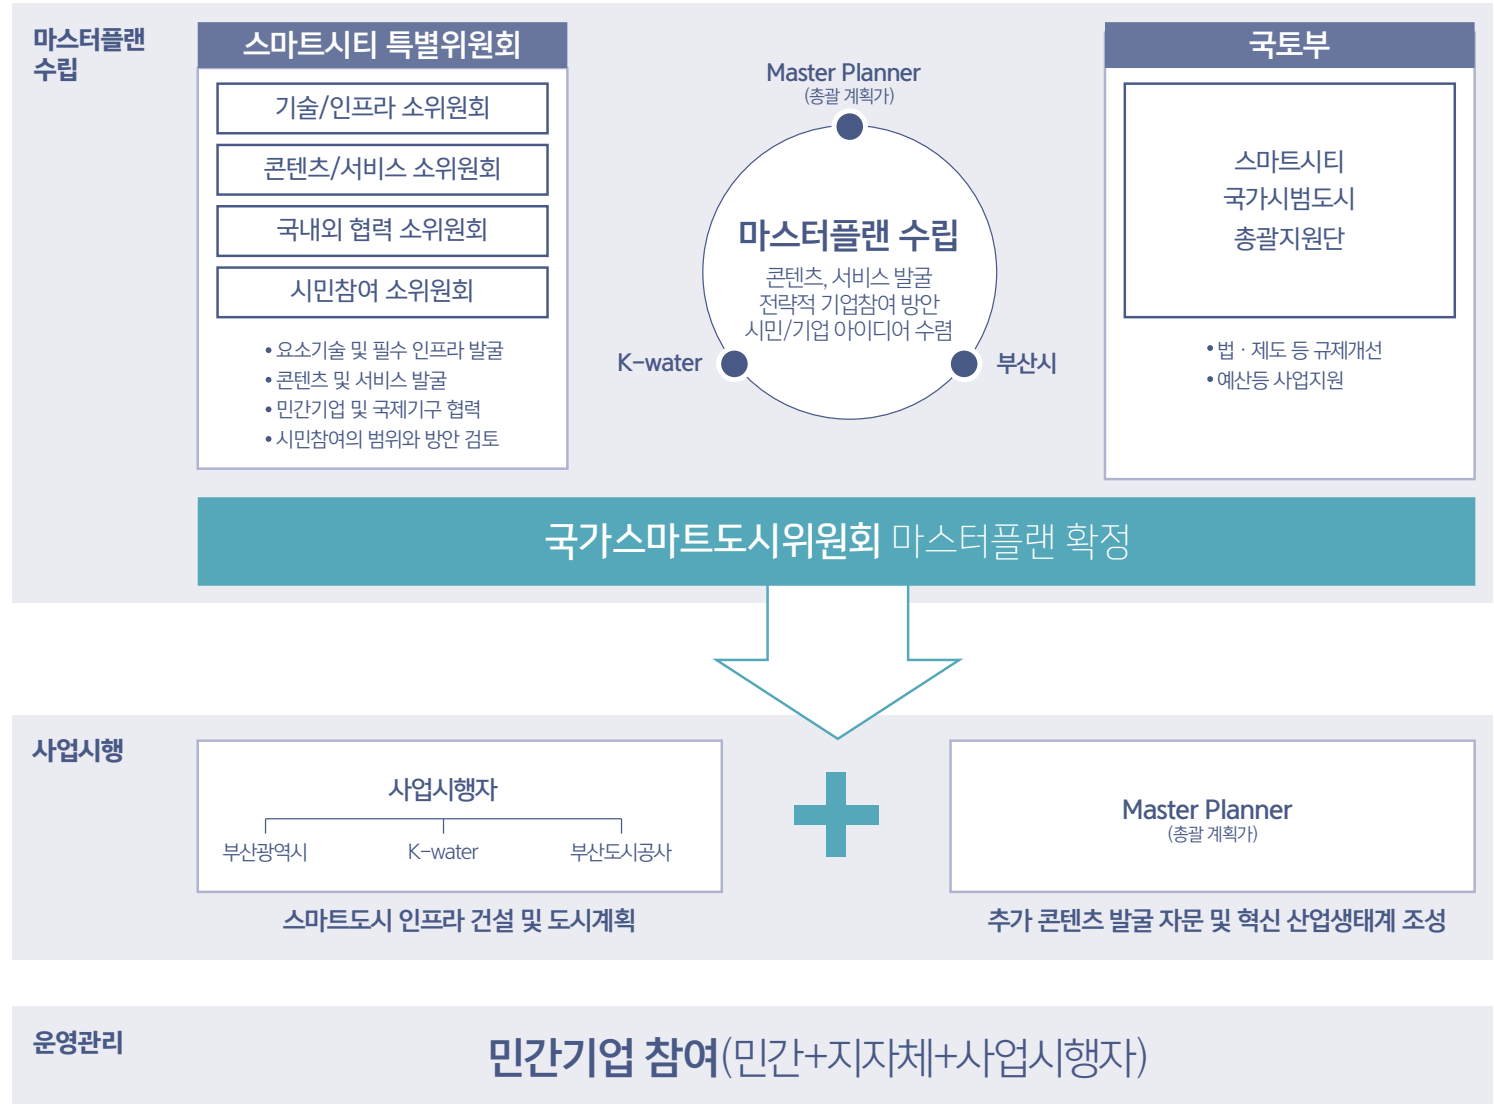 마스터플랜
수립
스마트시티 특별위원회
기술/인프라 소위원회
콘텐츠/서비스 소위원회
국내외 협력 소위원회
시민참여 소위원회
• 요소기술 및 필수 인프라 발굴
• 콘텐츠 및 서비스 발굴
• 민간기업 및 국제기구 협력
• 시민참여의 범위와 방안 검토
Master Planner
(총괄 계획가)
마스터플랜 수립
콘텐츠, 서비스 발굴
전략적 기업참여 방안
시민/기업 아이디어 수렴
K-water
부산시
국토부
스마트시티
국가시범도시
총괄지원단
• 법 · 제도 등 규제개선
• 예산등 사업지원
국가스마트도시위원회 마스터플랜 확정
사업시행
사업시행자
부산광역시 K-water 부산도시공사
스마트도시 인프라 건설 및 도시계획
Master Planner
(총괄 계획가)
추가 콘텐츠 발굴 자문 및 혁신 산업생태계 조성
운영관리
민간기업 참여(민간+지자체+사업시행자)